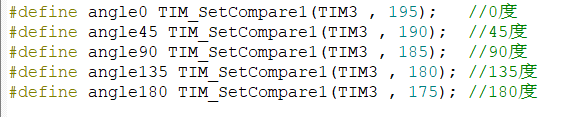 #define angle0 TIM_SetCompare1(TIM3 , 195);   //0度
#define angle45 TIM_SetCompare1(TIM3 , 190);  //45度
#define angle90 TIM_SetCompare1(TIM3 , 185);  //90度
#define angle135 TIM_SetCompare1(TIM3 , 180); //135度
#define angle180 TIM_SetCompare1(TIM3 , 175); //180度